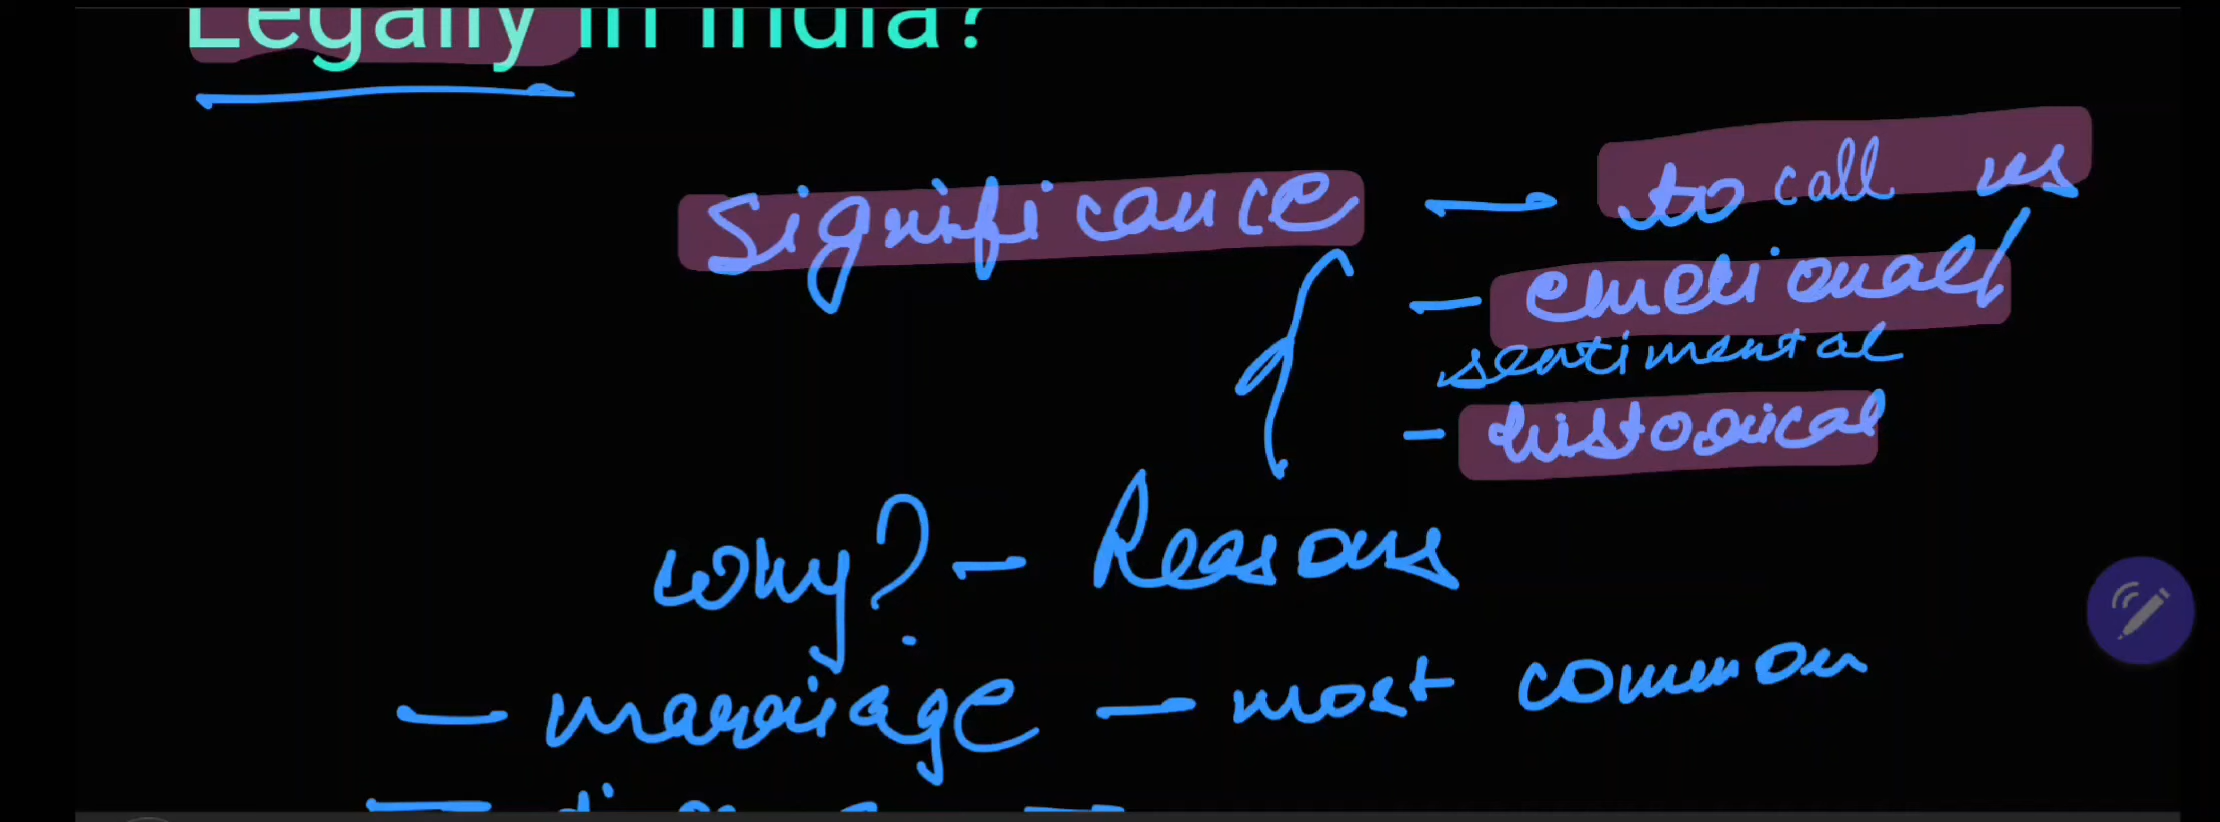 Legally in India?
Significance — to call us
- emotional/
sentimental
- historical
why? - Reasons
- marriage - most common